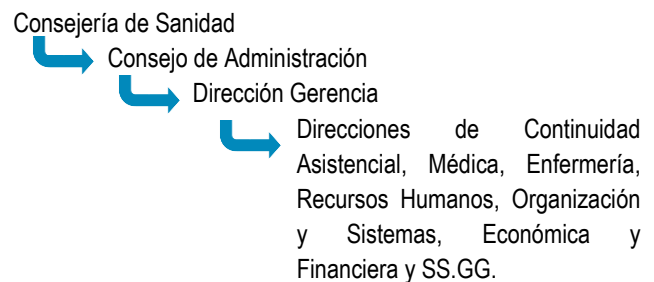 Consejería de Sanidad
Consejo de Administración
Dirección Gerencia
Direcciones de Continuidad
Asistencial, Médica, Enfermería,
Recursos Humanos, Organización
y Sistemas, Económica y
Financiera y SS.GG.